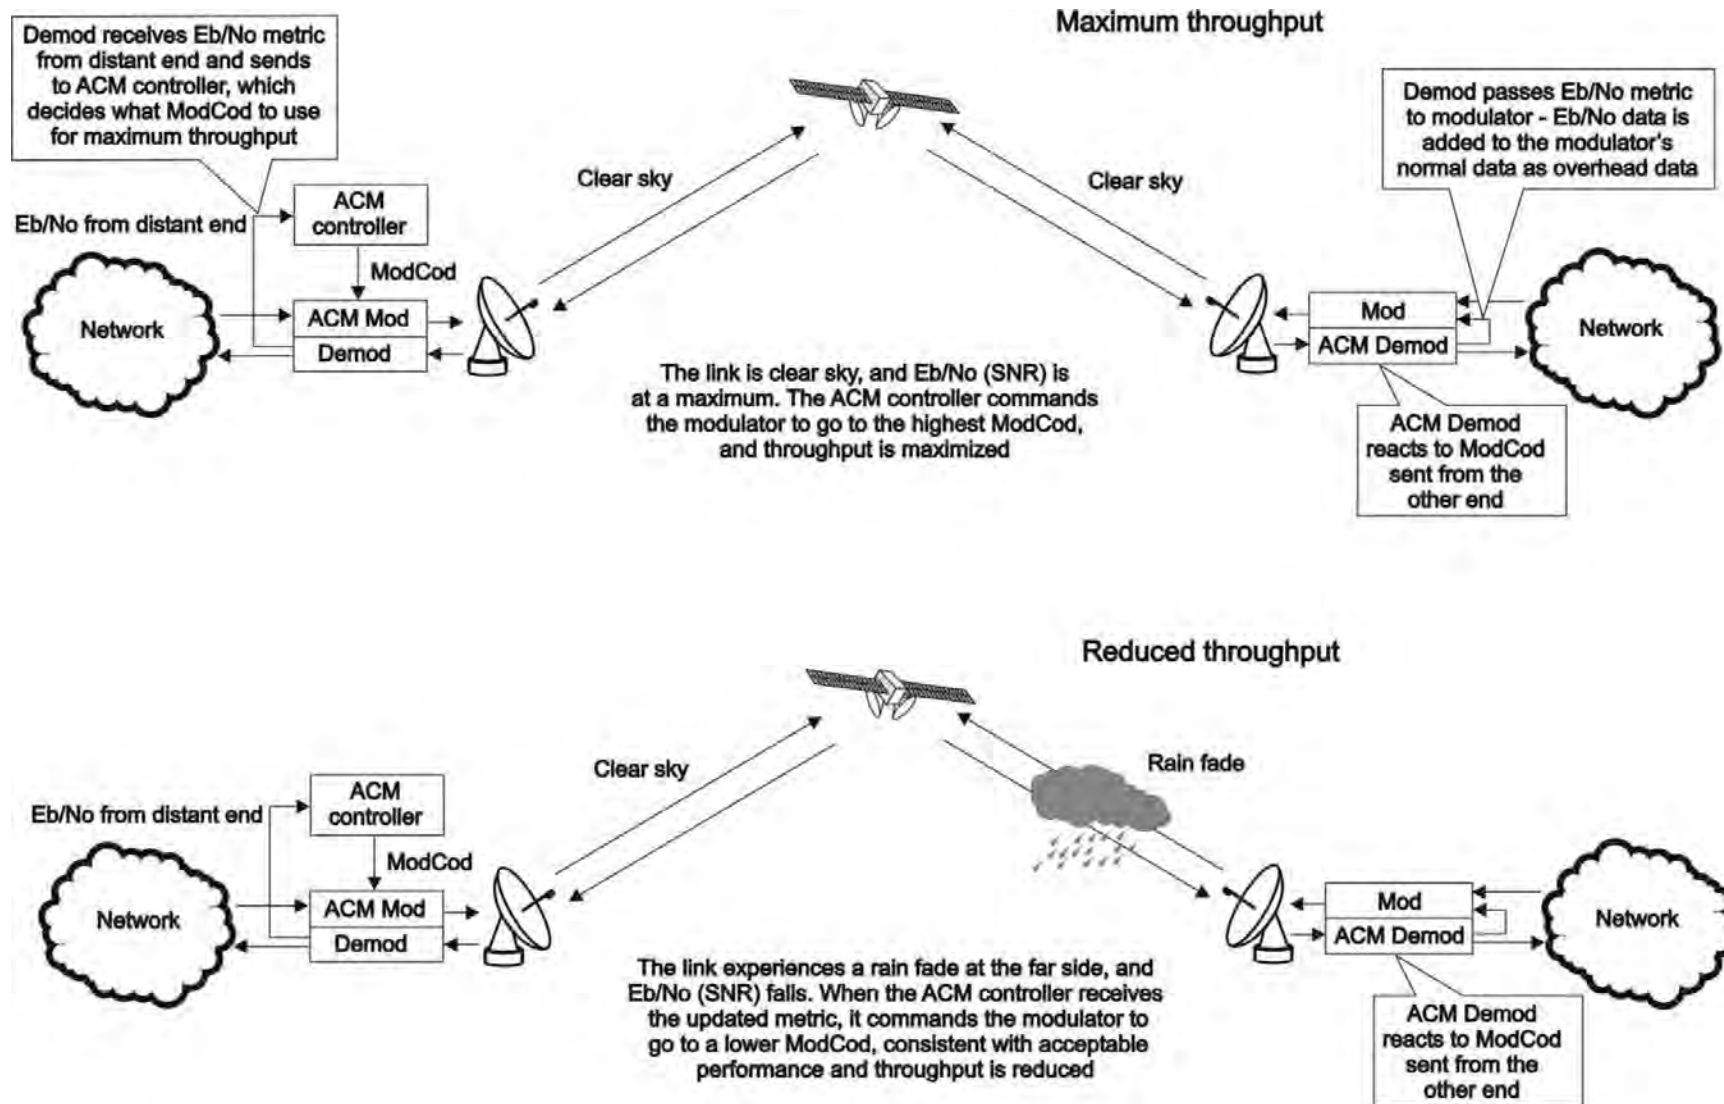 Maximum throughput
Demod receives Eb/No metric
from distant end and sends
to ACM controller, which
decides what ModCod to use
for maximum throughput
Demod passes Eb/No metric
to modulator - Eb/No data is
added to the modulator's
normal data as overhead data
Clear sky
Clear sky
ACM
controller
Eb/No from distant end
ModCod
Network
ACM Mod
Demod
Mod
ACM Demod
Network
The link is clear sky, and Eb/No (SNR) is
at a maximum. The ACM controller commands
the modulator to go to the highest ModCod,
and throughput is maximized
ACM Demod
reacts to ModCod
sent from the
other end
Reduced throughput
Clear sky
Rain fade
ACM
controller
Eb/No from distant end
ModCod
Network
ACM Mod
Demod
Mod
ACM Demod
Network
The link experiences a rain fade at the far side, and
Eb/No (SNR) falls. When the ACM controller receives
the updated metric, it commands the modulator to
go to a lower ModCod, consistent with acceptable
performance and throughput is reduced
ACM Demod
reacts to ModCod
sent from the
other end